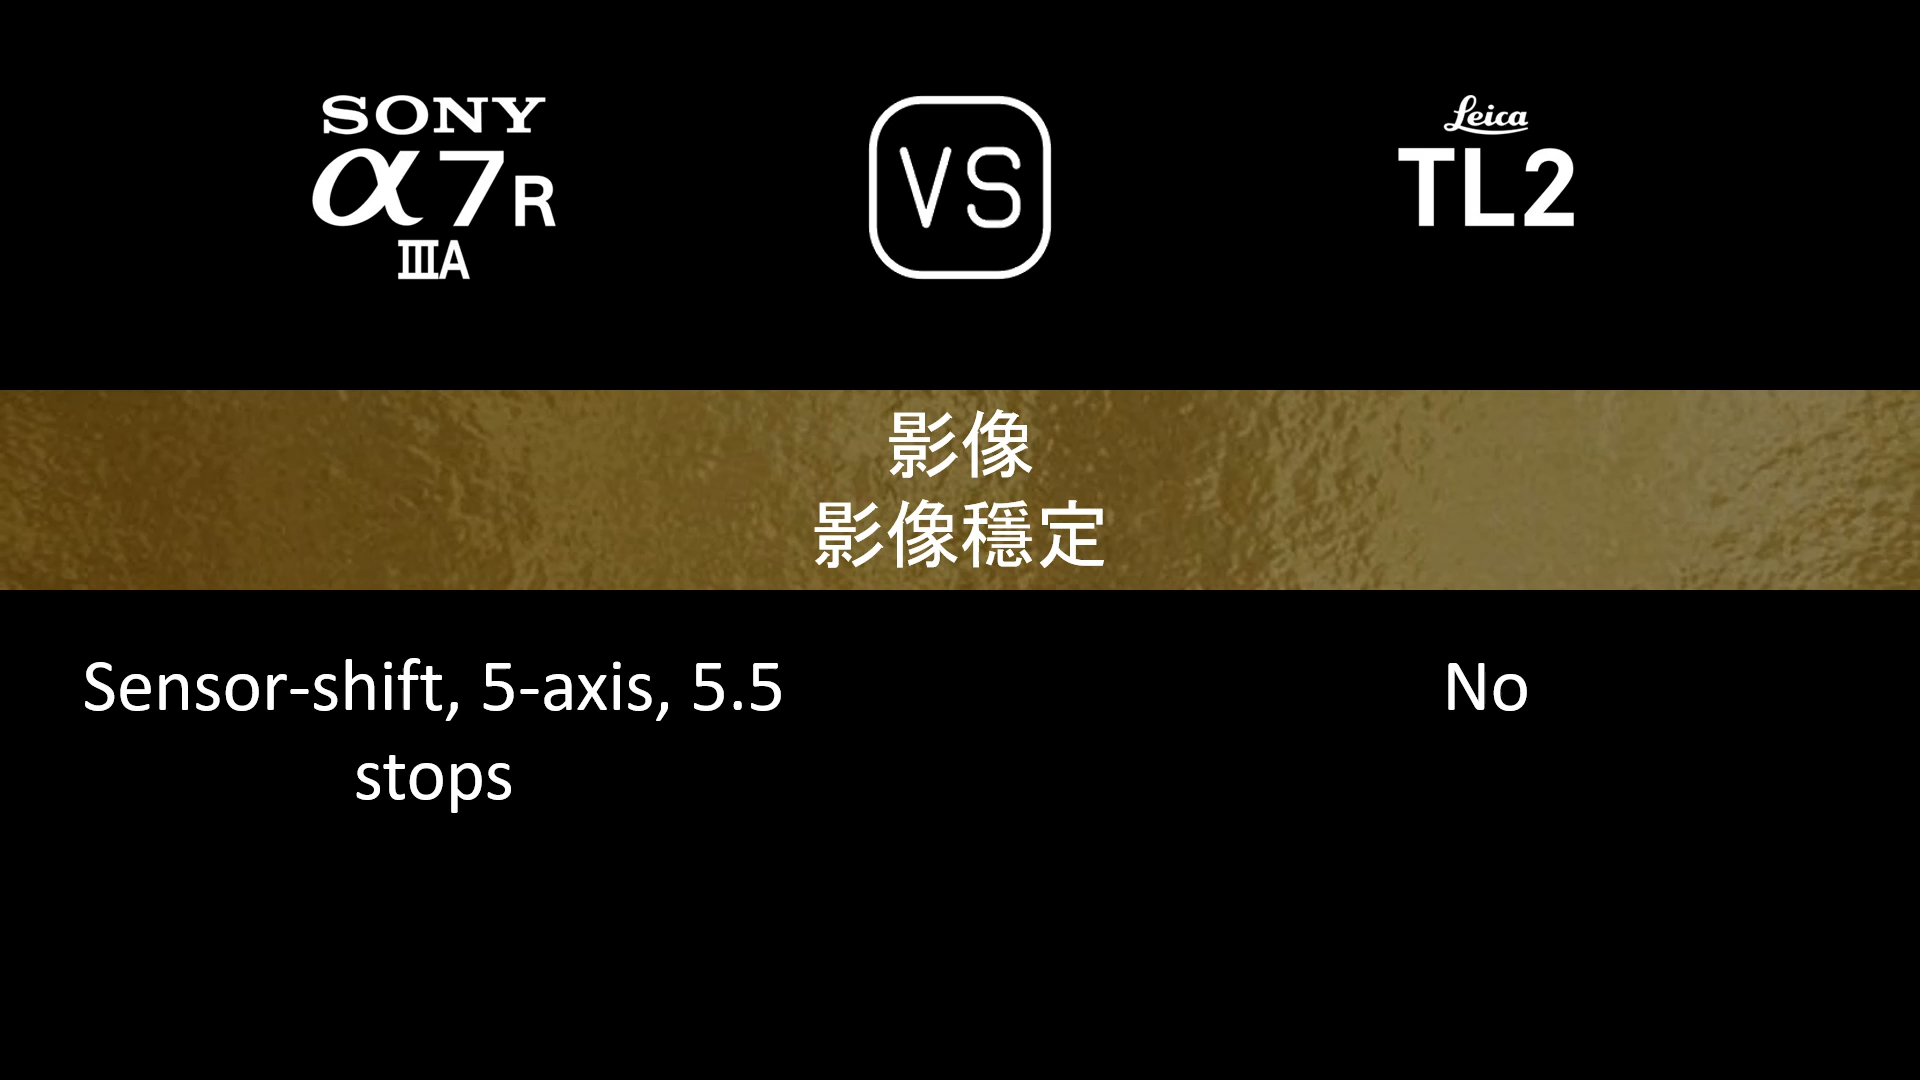 SONY
α7R
IIIA
VS
Leica
TL2
影像
影像穩定
Sensor-shift, 5-axis, 5.5
stops
No